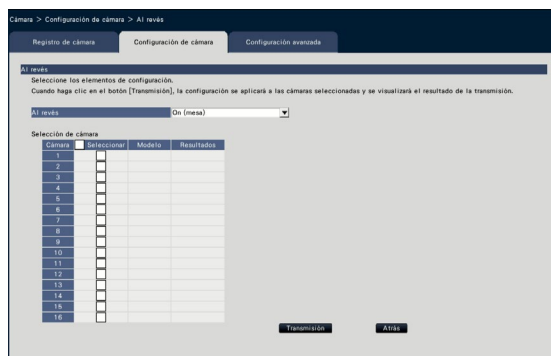 Cámara > Configuración de cámara > Al revés
Registro de cámara Configuración de cámara Configuración avanzada
Al revés
Seleccione los elementos de configuración.
Cuando haga clic en el botón [Transmisión], la configuración se aplicará a las cámaras seleccionadas y se visualizará el resultado de la transmisión.
Al revés On (mesa)
Selección de cámara
Cámara Seleccionar Modelo Resultados
1
2
3
4
5
6
7
8
9
10
11
12
13
14
15
16
Transmisión Atrás